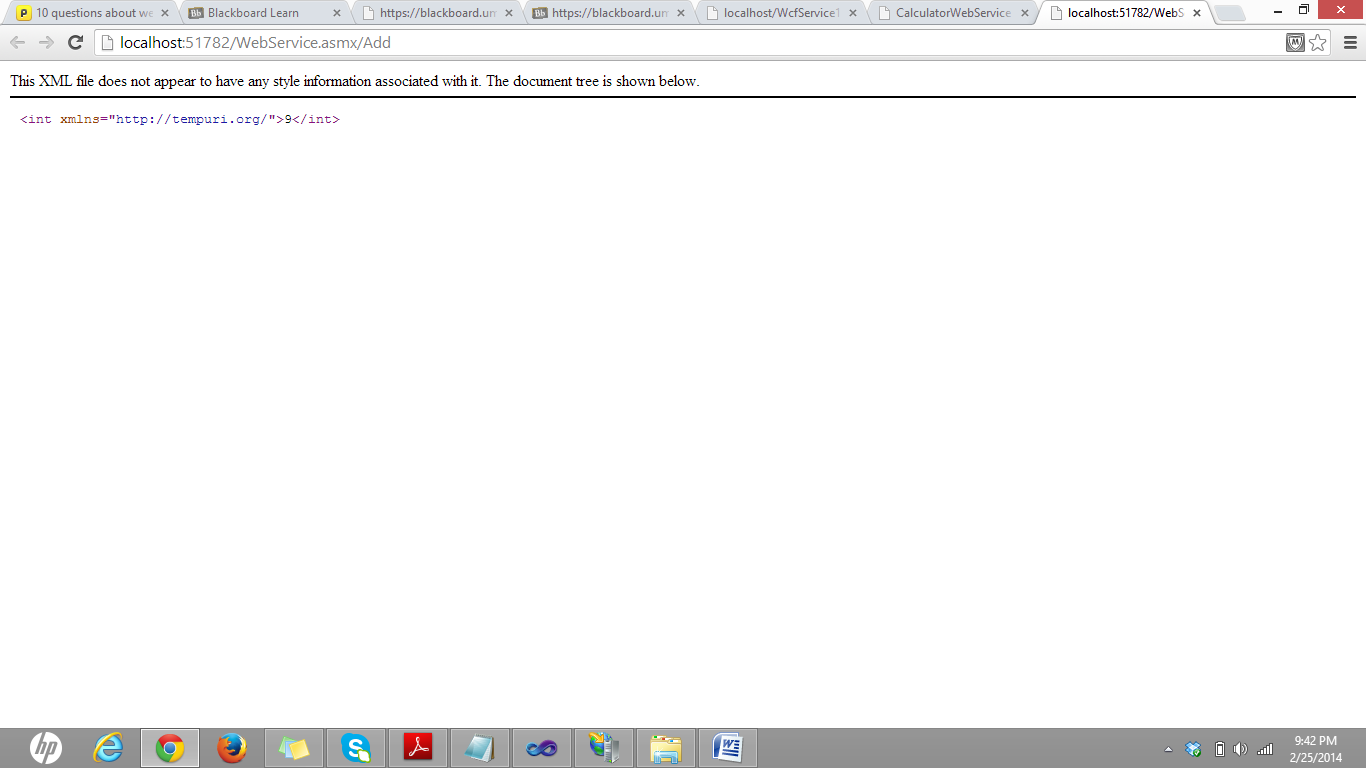 10 questions about we
Blackboard Learn
https://blackboard.um
https://blackboard.um
localhost/WcfService1
CalculatorWebService
localhost:51782/WebS
localhost:51782/WebService.asmx/Add
This XML file does not appear to have any style information associated with it. The document tree is shown below.
<int xmlns="http://tempuri.org/">9</int>
9:42 PM
2/25/2014